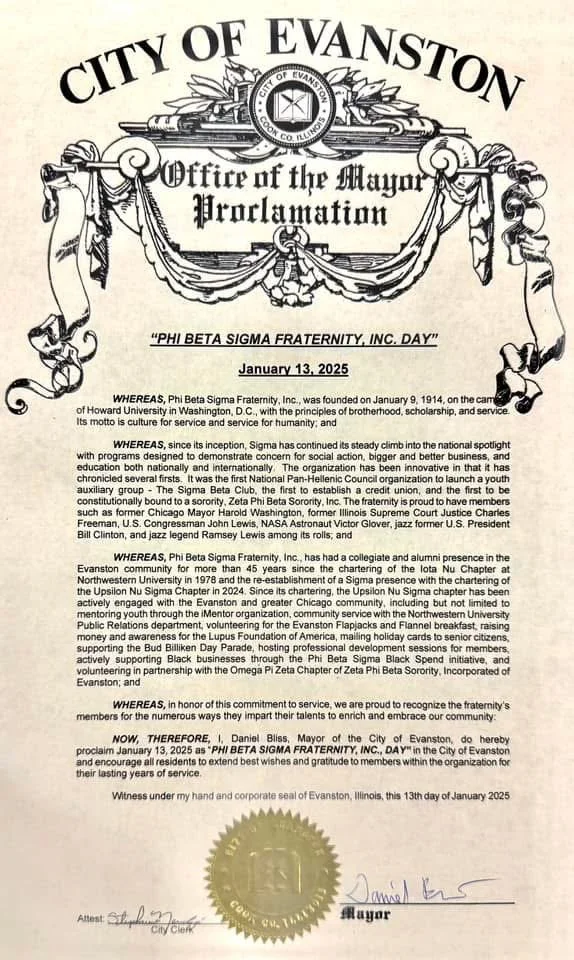 CITY OF EVANSTON
CITY OF EVANSTON
COOK CO. ILLINOIS
Office of the Mayor
Proclamation
"PHI BETA SIGMA FRATERNITY, INC. DAY"
January 13, 2025
WHEREAS, Phi Beta Sigma Fraternity, Inc., was founded on January 9, 1914, on the
of Howard University in Washington, D.C., with the principles of brotherhood, scholarship, and service.
Its motto is culture for service and service for humanity; and
WHEREAS, since its inception, Sigma has continued its steady climb into the national spotlight
with programs designed to demonstrate concern for social action, bigger and better business, and
education both nationally and internationally. The organization has been innovative in that it has
chronicled several firsts. It was the first National Pan-Hellenic Council organization to launch a youth
auxiliary group - The Sigma Beta Club, the first to establish a credit union, and the first to be
constitutionally bound to a sorority, Zeta Phi Beta Sorority, Inc. The fraternity is proud to have members
such as former Chicago Mayor Harold Washington, former Illinois Supreme Court Justice Charles
Freeman, U.S. Congressman John Lewis, NASA Astronaut Victor Glover, jazz former U.S. President
Bill Clinton, and jazz legend Ramsey Lewis among its rolls; and
WHEREAS, Phi Beta Sigma Fraternity, Inc., has had a collegiate and alumni presence in the
Evanston community for more than 45 years since the chartering of the Iota Nu Chapter at
Northwestern University in 1978 and the re-establishment of a Sigma presence with the chartering of
the Upsilon Nu Sigma Chapter in 2024. Since its chartering, the Upsilon Nu Sigma chapter has been
actively engaged with the Evanston and greater Chicago community, including but not limited to
mentoring youth through the iMentor organization, community service with the Northwestern University
Public Relations department, volunteering for the Evanston Flapjacks and Flannel breakfast, raising
money and awareness for the Lupus Foundation of America, mailing holiday cards to senior citizens,
supporting the Bud Billiken Day Parade, hosting professional development sessions for members,
actively supporting Black businesses through the Phi Beta Sigma Black Spend initiative, and
volunteering in partnership with the Omega Pi Zeta Chapter of Zeta Phi Beta Sorority, Incorporated of
Evanston; and
WHEREAS, in honor of this commitment to service, we are proud to recognize the fraternity's
members for the numerous ways they impart their talents to enrich and embrace our community:
NOW, THEREFORE, I, Daniel Bliss, Mayor of the City of Evanston, do hereby
proclaim January 13, 2025 as "PHI BETA SIGMA FRATERNITY, INC., DAY" in the City of Evanston
and encourage all residents to extend best wishes and gratitude to members within the organization for
their lasting years of service.
Witness under my hand and corporate seal of Evanston, Illinois, this 13th day of January 2025
COOK CO. ILLINOIS
Daniel
Mayor
Attest:
City Clerk